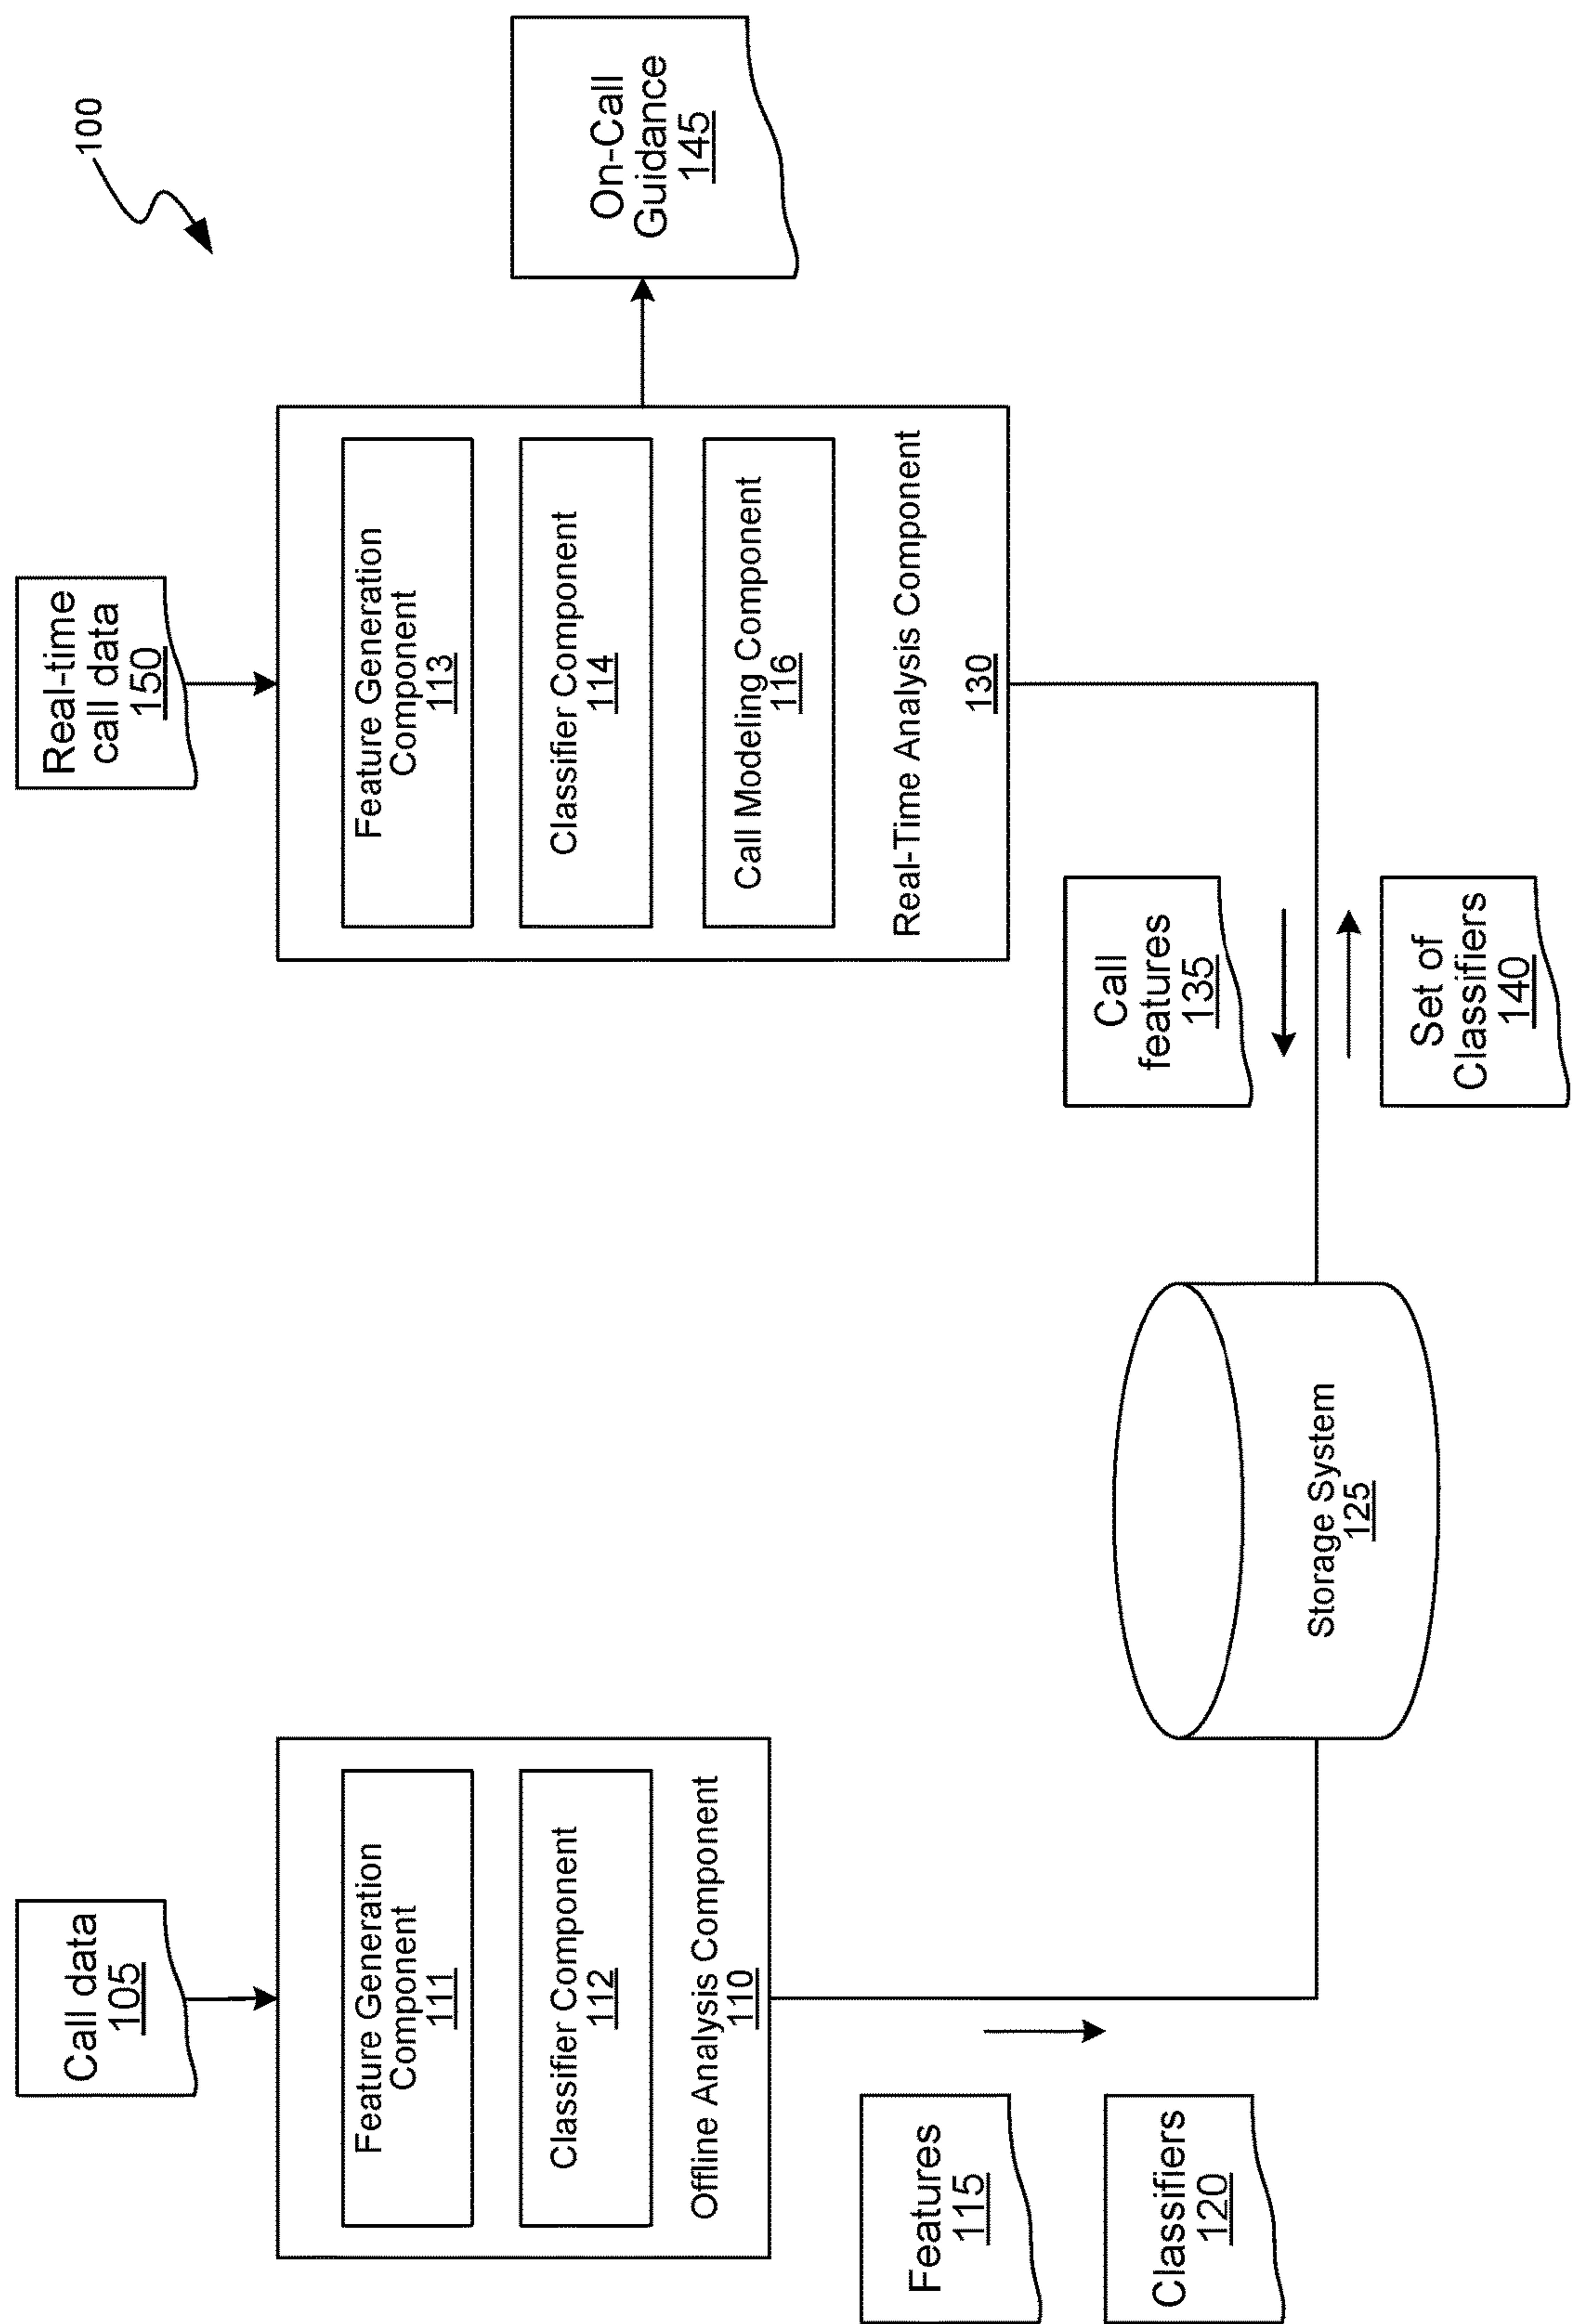 100
Call data
105
Feature Generation
Component
111
Classifier Component
112
Offline Analysis Component
110
Features
115
Classifiers
120
Storage System
125
Real-time
call data
150
Feature Generation
Component
113
Classifier Component
114
Call Modeling Component
116
Real-Time Analysis Component
130
Call
features
135
Set of
Classifiers
140
On-Call
Guidance
145